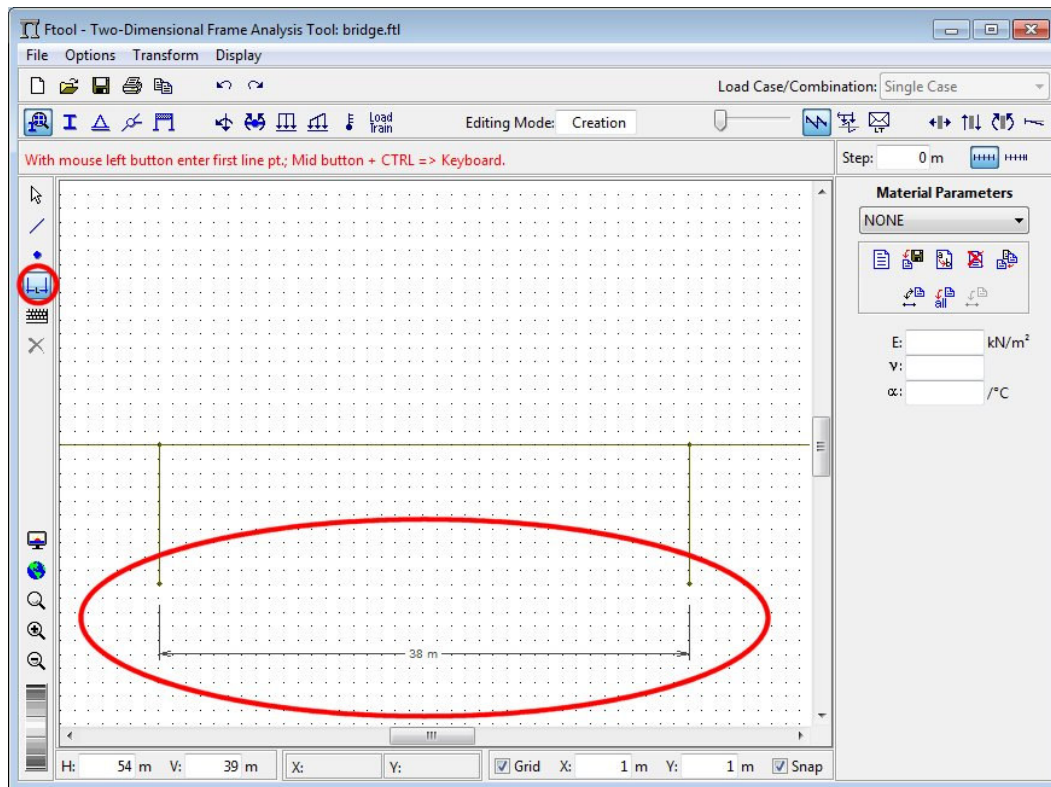 Ftool - Two-Dimensional Frame Analysis Tool: bridge.ftl
File Options Transform Display
Load Case/Combination: Single Case
Load Train
Editing Mode: Creation
LT
With mouse left button enter first line pt.; Mid button + CTRL => Keyboard.
Step: 0 m
Material Parameters
NONE
all
E: kN/m²
ν:
α: /°C
L
38 m
H: 54 m V: 39 m X: Y: Grid X: 1 m Y: 1 m Snap